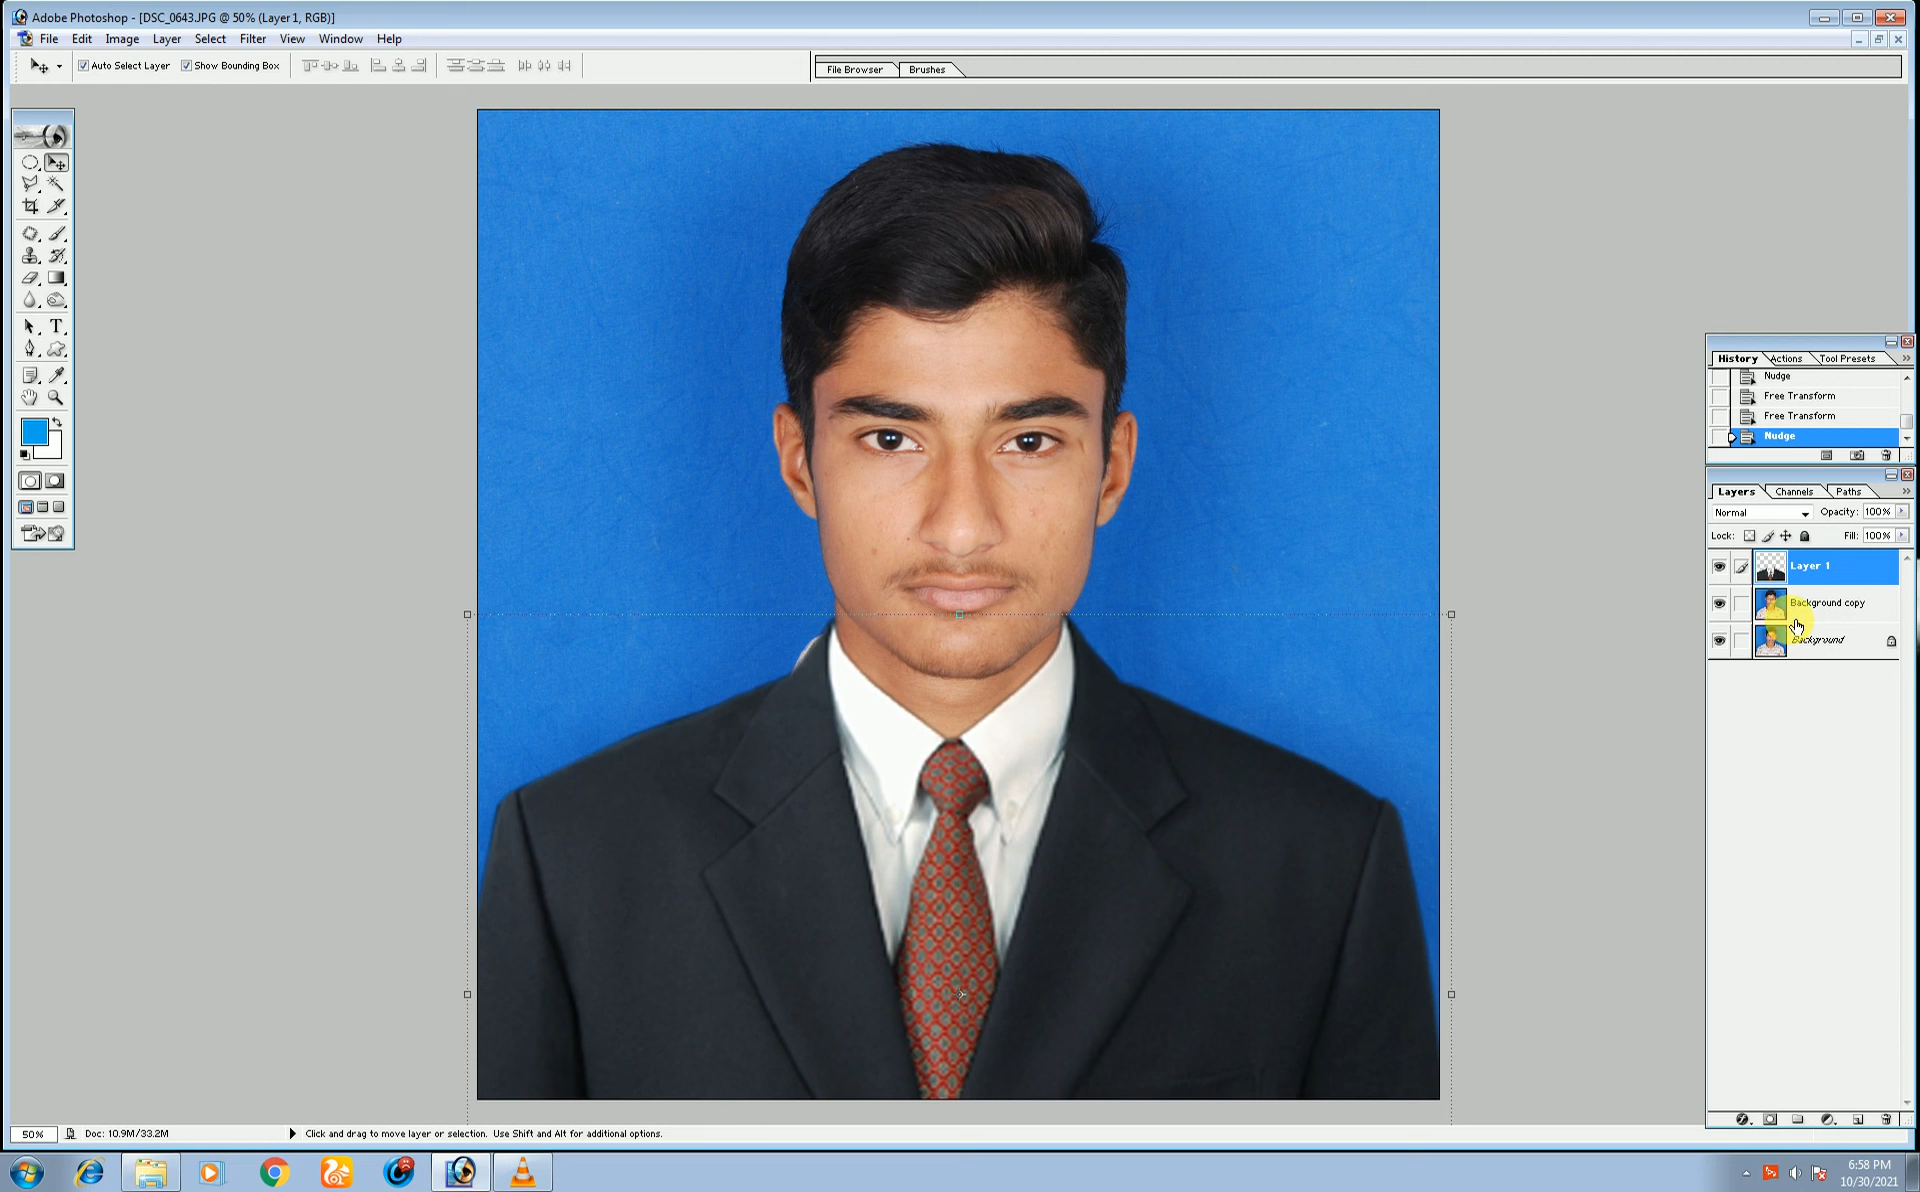 Adobe Photoshop - [DSC_0643.JPG @ 50% (Layer 1, RGB)]
File Edit Image Layer Select Filter View Window Help
Auto Select Layer Show Bounding Box
File Browser Brushes
History Actions Tool Presets
Nudge
Free Transform
Free Transform
Nudge
Layers Channels Paths
Normal Opacity: 100%
Lock: Fill: 100%
Layer 1
Background copy
Background
50% Doc: 10.9M/33.2M Click and drag to move layer or selection. Use Shift and Alt for additional options.
6:58 PM
10/30/2021